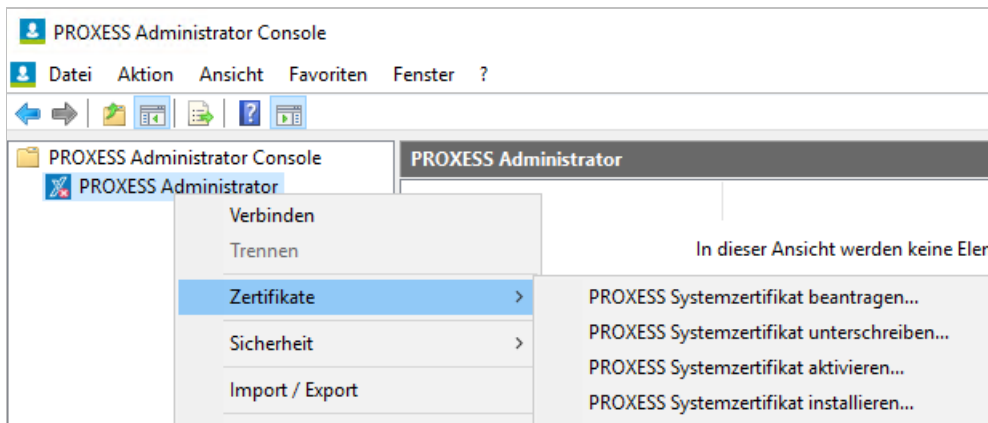 PROXESS Administrator Console
Datei Aktion Ansicht Favoriten Fenster ?
?
PROXESS Administrator Console
PROXESS Administrator
PROXESS Administrator
Verbinden
Trennen
In dieser Ansicht werden keine Eler
Zertifikate >
PROXESS Systemzertifikat beantragen...
PROXESS Systemzertifikat unterschreiben...
Sicherheit >
PROXESS Systemzertifikat aktivieren...
Import / Export
PROXESS Systemzertifikat installieren...